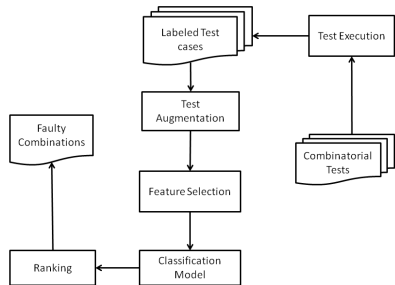 Labeled Test
cases
Test Execution
Test
Augmentation
Faulty
Combinations
Combinatorial
Tests
Feature Selection
Ranking
Classification
Model